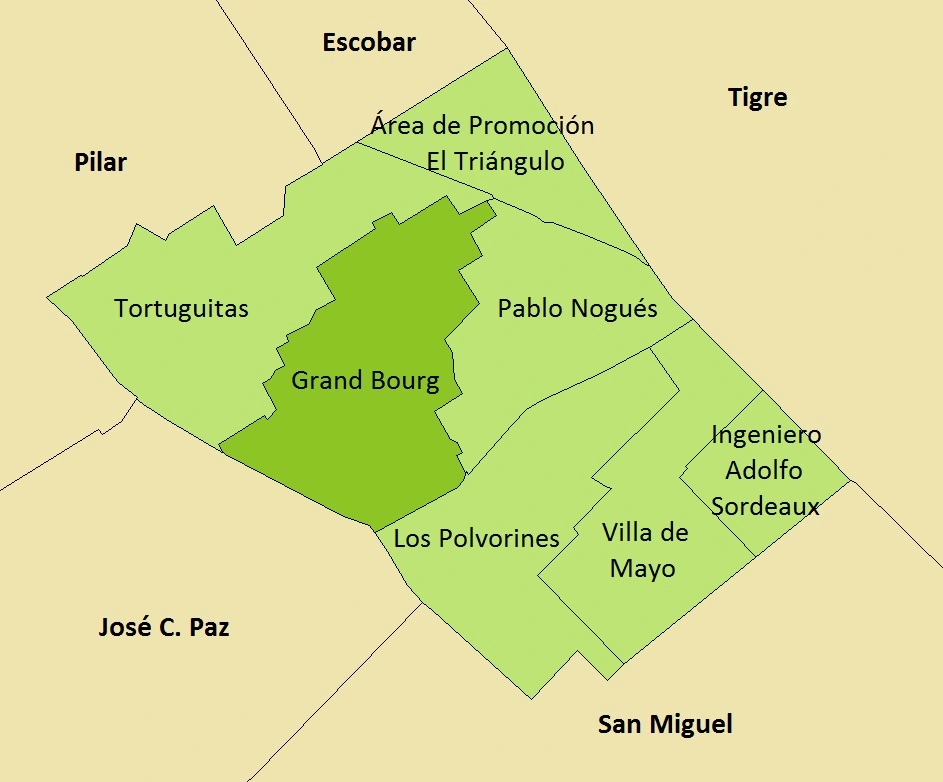 Escobar
Tigre
Área de Promoción
El Triángulo
Pilar
Tortuguitas
Pablo Nogués
Grand Bourg
Ingeniero
Adolfo
Sordeaux
Los Polvorines
Villa de
Mayo
José C. Paz
San Miguel